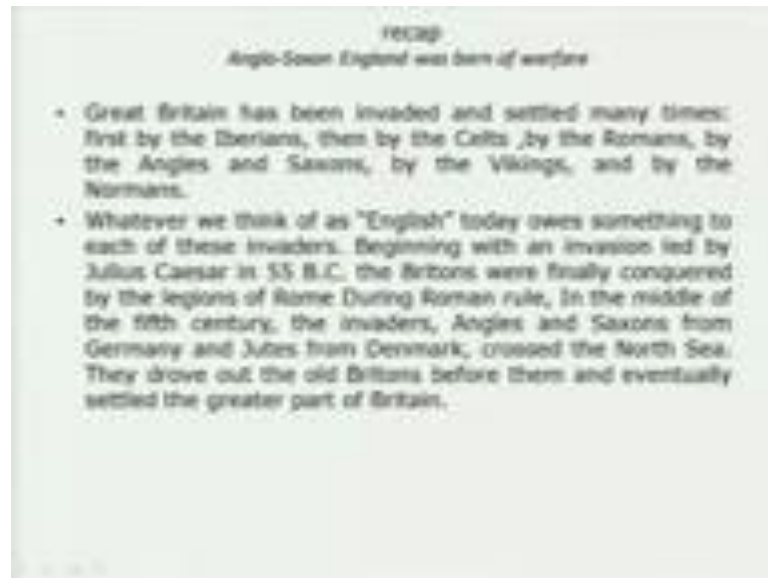 recap
Anglo-Saxon England was born of warfare
• Great Britain has been invaded and settled many times:
first by the Iberians, then by the Celts ,by the Romans, by
the Angles and Saxons, by the Vikings, and by the
Normans.
• Whatever we think of as "English" today owes something to
each of these invaders. Beginning with an invasion led by
Julius Caesar in 55 B.C. the Britons were finally conquered
by the legions of Rome During Roman rule, In the middle of
the fifth century, the invaders, Angles and Saxons from
Germany and Jutes from Denmark, crossed the North Sea.
They drove out the old Britons before them and eventually
settled the greater part of Britain.